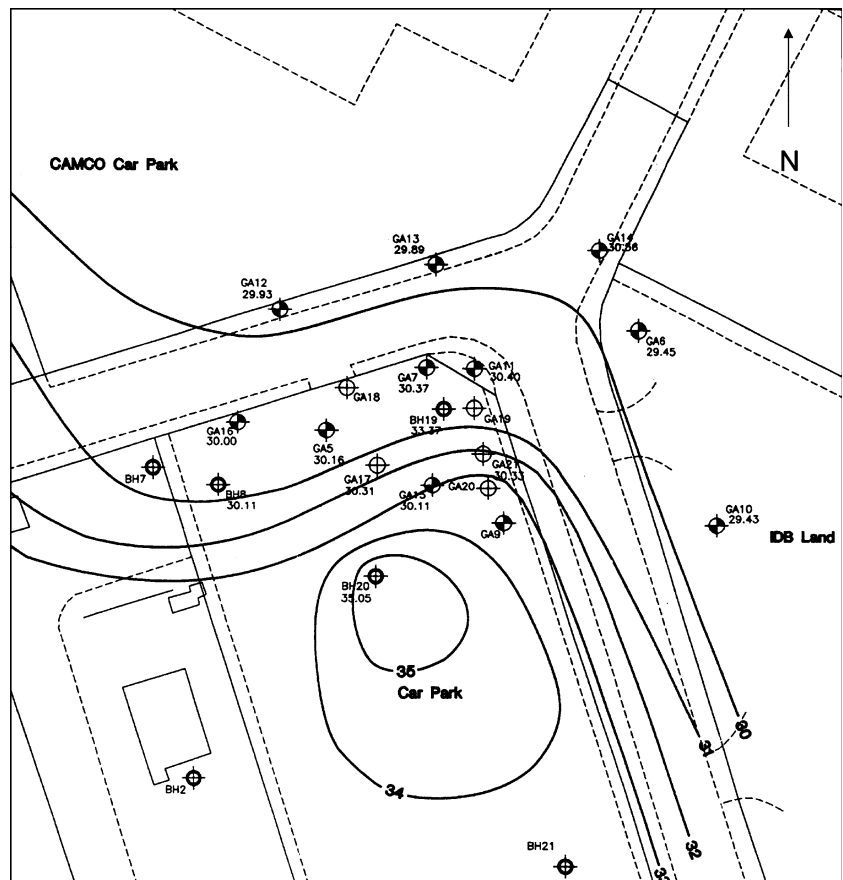 N
CAMCO Car Park
GA13
29.89
GA14
30.56
GA12
29.93
GA6
29.45
GA7
30.37
GA11
30.40
GA18
BH19
33.37
GA19
GA16
30.00
GA5
30.16
GA21
30.33
BH7
BH8
30.11
GA17
30.31
GA15
30.11
GA20
GA9
GA10
29.43
IDB Land
BH20
35.05
35
Car Park
34
30
31
32
BH2
BH21